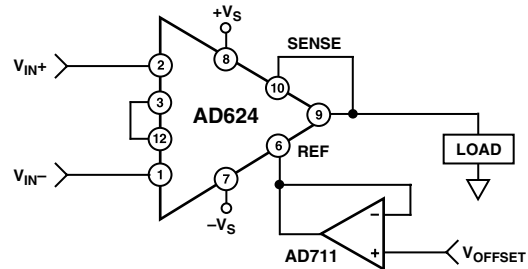 +VS
SENSE
VIN+
2
8
10
3
AD624
9
12
6
REF
LOAD
VIN−
1
7
−VS
−
AD711
+
VOFFSET